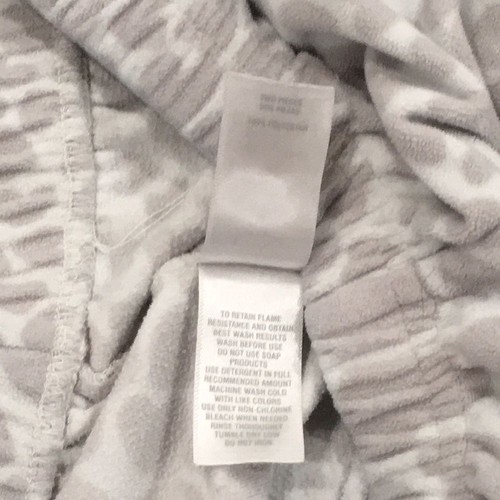 100% POLYESTER
TO RETAIN FLAME
RESISTANCE AND OBTAIN
BEST WASH RESULTS
WASH BEFORE USE
DO NOT USE SOAP
PRODUCTS
USE DETERGENT IN FULL
RECOMMENDED AMOUNT
MACHINE WASH COLD
WITH LIKE COLORS
USE ONLY NON-CHLORINE
BLEACH WHEN NEEDED
RINSE THOROUGHLY
TUMBLE DRY LOW
DO NOT IRON